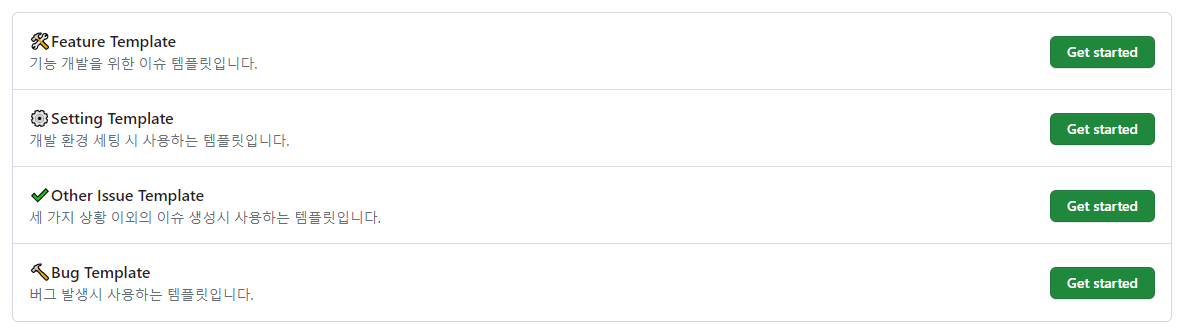 Feature Template
기능 개발을 위한 이슈 템플릿입니다.
Get started
Setting Template
개발 환경 세팅 시 사용하는 템플릿입니다.
Get started
Other Issue Template
세 가지 상황 이외의 이슈 생성시 사용하는 템플릿입니다.
Get started
Bug Template
버그 발생시 사용하는 템플릿입니다.
Get started